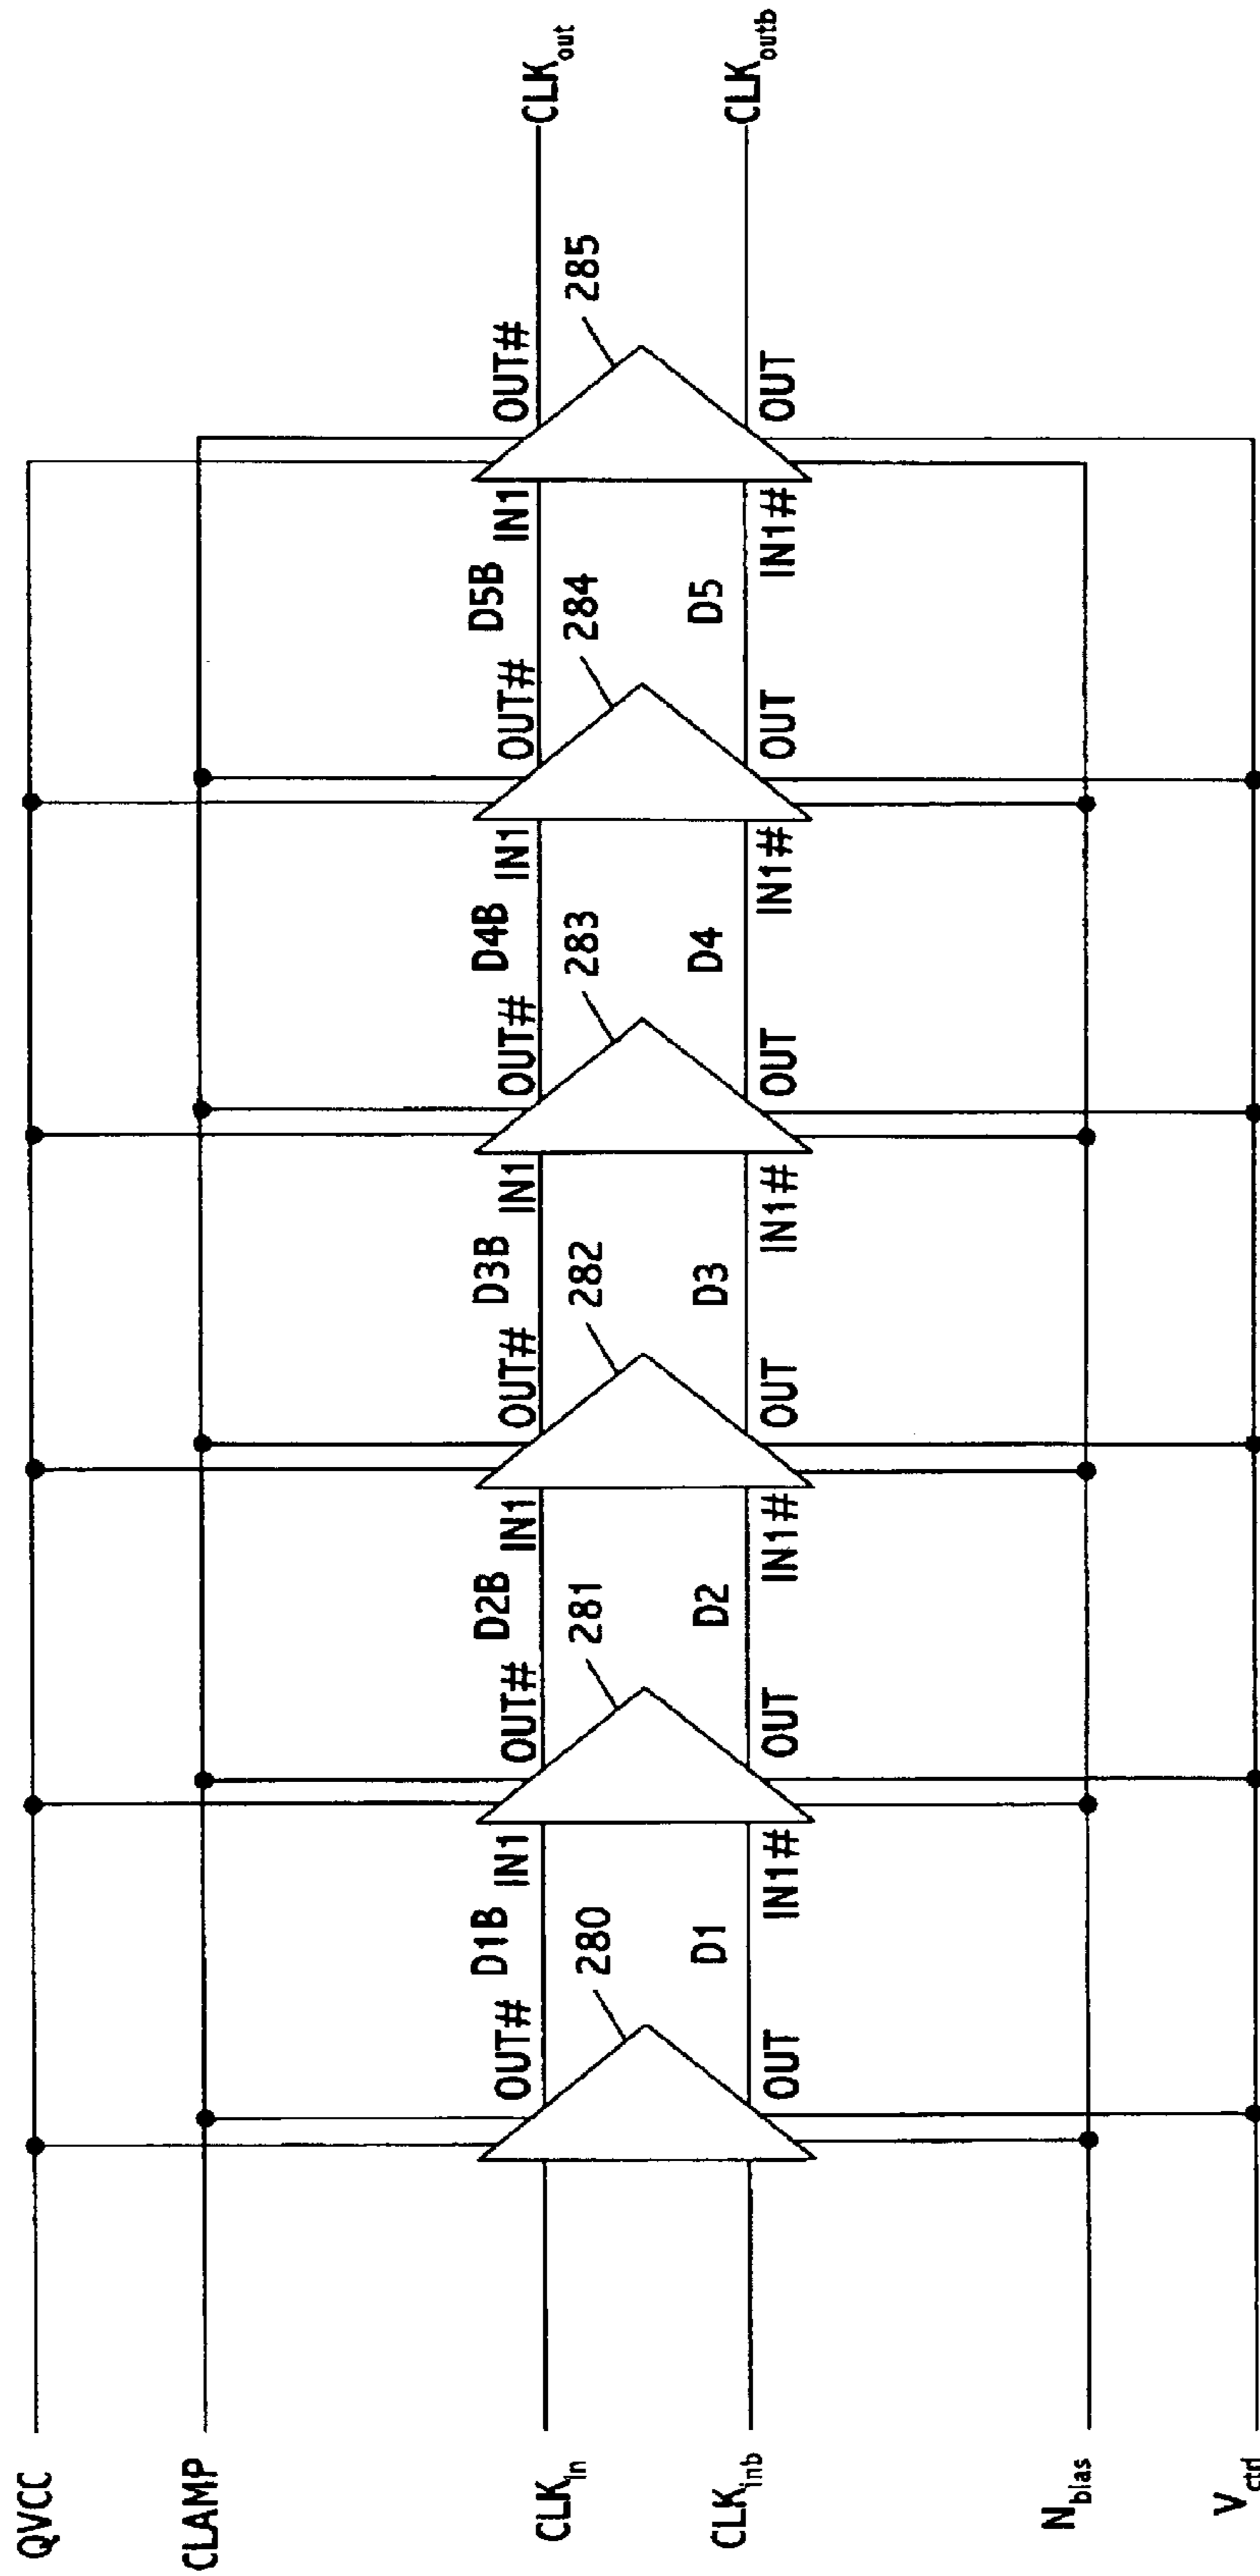 QVCC
CLAMP
CLKin
CLKinb
Nbias
Vctrl
OUT#
D1B
IN1
280
D1
OUT
IN1#
OUT#
D2B
IN1
281
D2
OUT
IN1#
OUT#
D3B
IN1
282
D3
OUT
IN1#
OUT#
D4B
IN1
283
D4
OUT
IN1#
OUT#
D5B
IN1
284
D5
OUT
IN1#
OUT#
285
OUT
CLKout
CLKoutb